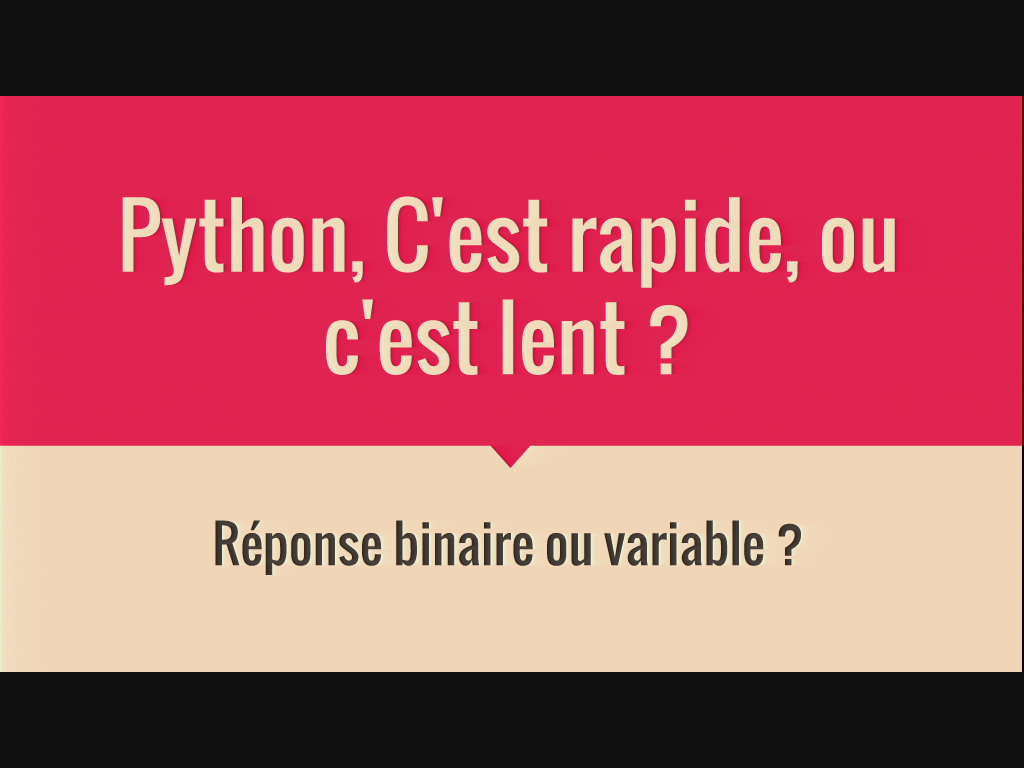 Python, C'est rapide, ou
c'est lent ?
Réponse binaire ou variable ?